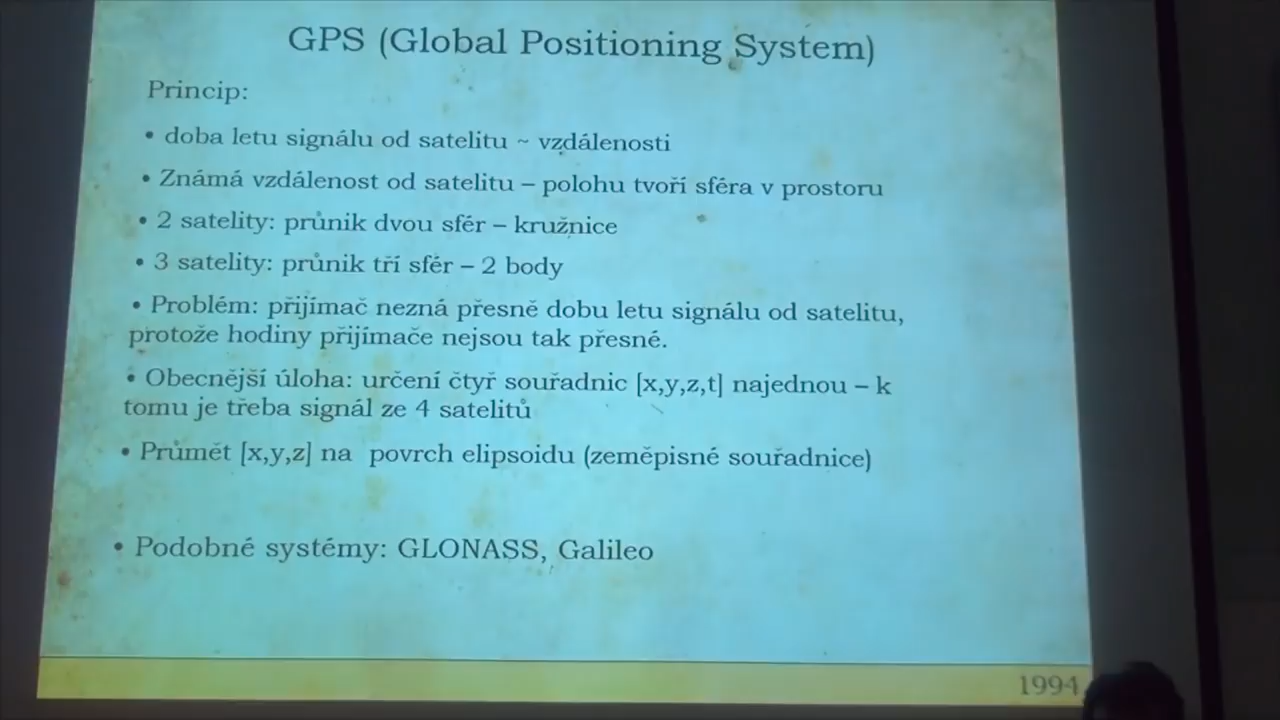 GPS (Global Positioning System)
Princip:
• doba letu signálu od satelitu ~ vzdálenosti
• Známá vzdálenost od satelitu – polohu tvoří sféra v prostoru
• 2 satelity: průnik dvou sfér – kružnice
• 3 satelity: průnik tří sfér – 2 body
• Problém: přijímač nezná přesně dobu letu signálu od satelitu,
protože hodiny přijímače nejsou tak přesné.
• Obecnější úloha: určení čtyř souřadnic [x,y,z,t] najednou – k
tomu je třeba signál ze 4 satelitů
• Průmět [x,y,z] na povrch elipsoidu (zeměpisné souřadnice)
• Podobné systémy: GLONASS, Galileo
1994